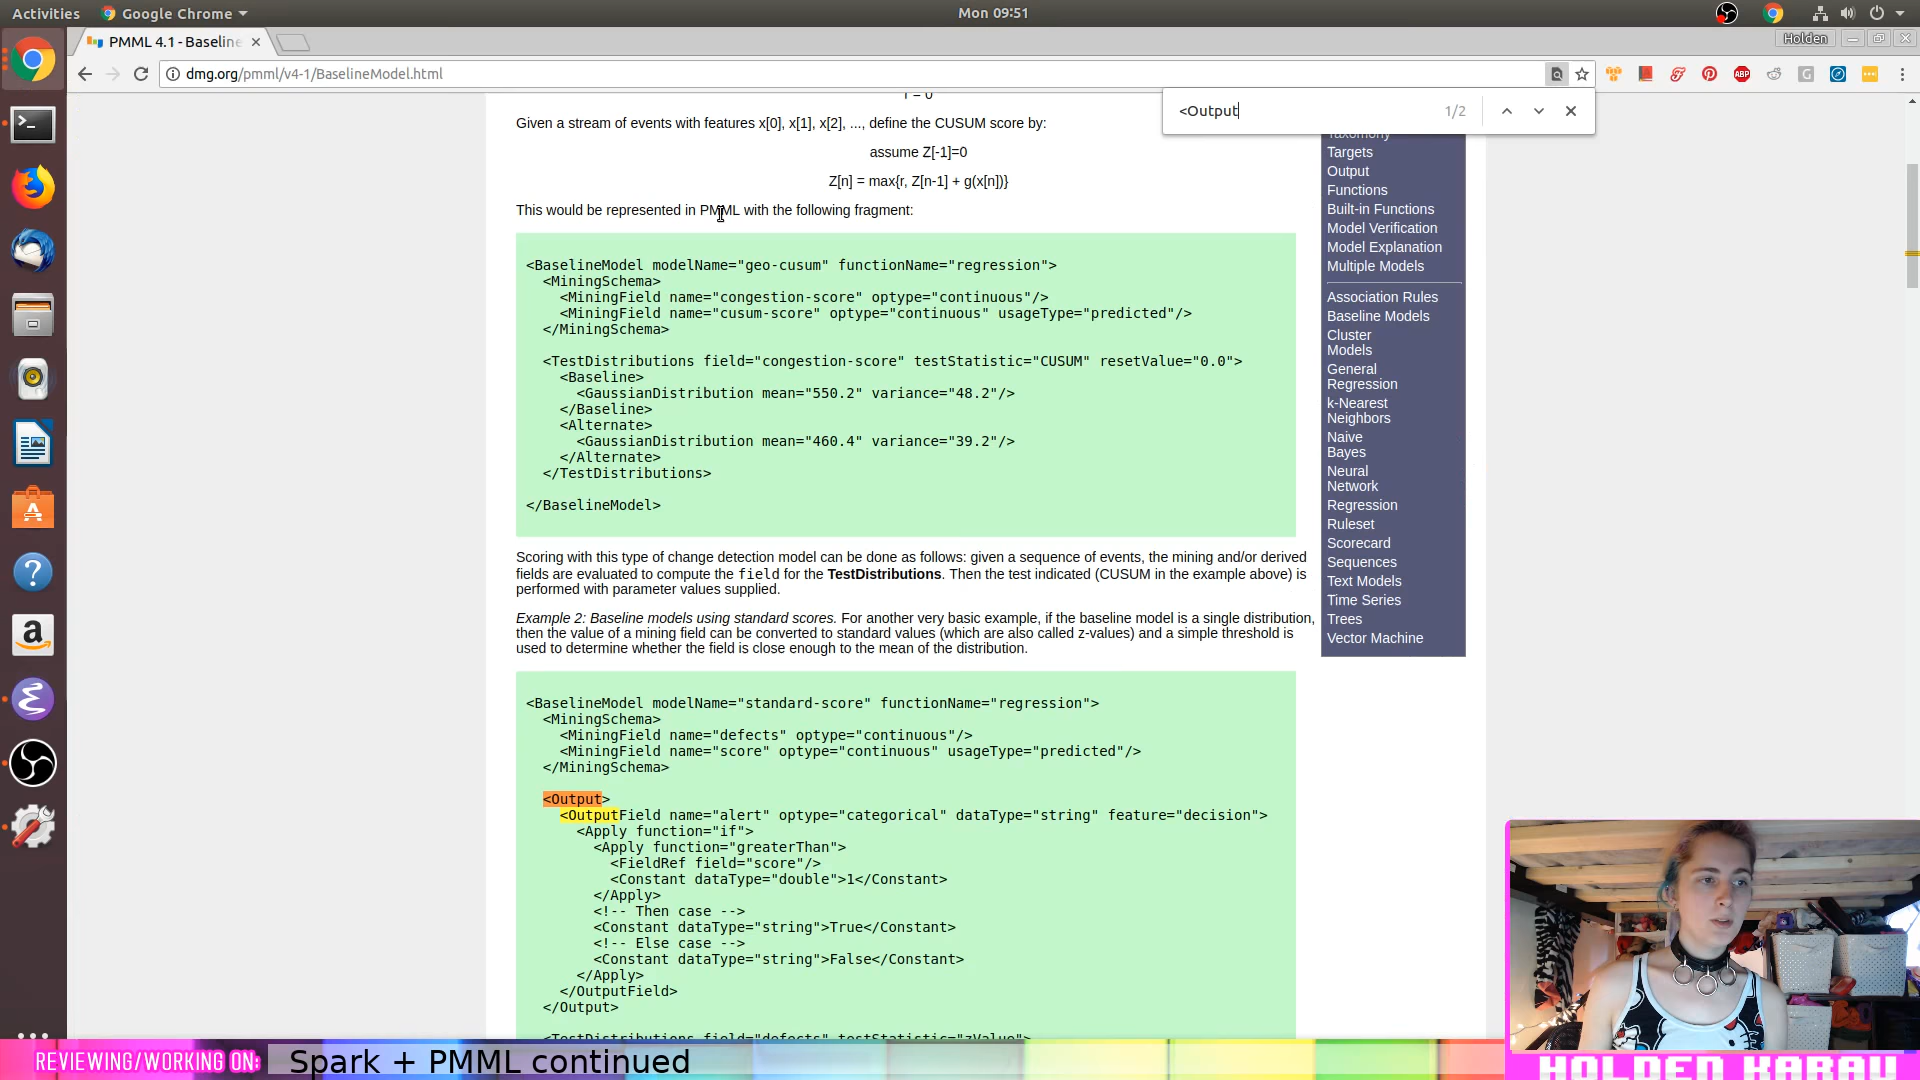 Activities
Google Chrome
Mon 09:51
PMML 4.1 - Baseline
Holden
dmg.org/pmml/v4-1/BaselineModel.html
<Output
1/2
Given a stream of events with features x[0], x[1], x[2], ..., define the CUSUM score by:
assume Z[-1]=0
Z[n] = max{r, Z[n-1] + g(x[n])}
This would be represented in PMML with the following fragment:
<BaselineModel modelName="geo-cusum" functionName="regression">
<MiningSchema>
<MiningField name="congestion-score" optype="continuous"/>
<MiningField name="cusum-score" optype="continuous" usageType="predicted"/>
</MiningSchema>
<TestDistributions field="congestion-score" testStatistic="CUSUM" resetValue="0.0">
<Baseline>
<GaussianDistribution mean="550.2" variance="48.2"/>
</Baseline>
<Alternate>
<GaussianDistribution mean="460.4" variance="39.2"/>
</Alternate>
</TestDistributions>
</BaselineModel>
Scoring with this type of change detection model can be done as follows: given a sequence of events, the mining and/or derived
fields are evaluated to compute the field for the TestDistributions. Then the test indicated (CUSUM in the example above) is
performed with parameter values supplied.
Example 2: Baseline models using standard scores. For another very basic example, if the baseline model is a single distribution,
then the value of a mining field can be converted to standard values (which are also called z-values) and a simple threshold is
used to determine whether the field is close enough to the mean of the distribution.
<BaselineModel modelName="standard-score" functionName="regression">
<MiningSchema>
<MiningField name="defects" optype="continuous"/>
<MiningField name="score" optype="continuous" usageType="predicted"/>
</MiningSchema>
<Output>
<OutputField name="alert" optype="categorical" dataType="string" feature="decision">
<Apply function="if">
<Apply function="greaterThan">
<FieldRef field="score"/>
<Constant dataType="double">1</Constant>
</Apply>
<!-- Then case -->
<Constant dataType="string">True</Constant>
<!-- Else case -->
<Constant dataType="string">False</Constant>
</Apply>
</OutputField>
</Output>
<TestDistributions field="defects" testStatistic="zValue">
Taxonomy
Targets
Output
Functions
Built-in Functions
Model Verification
Model Explanation
Multiple Models
Association Rules
Baseline Models
Cluster
Models
General
Regression
k-Nearest
Neighbors
Naive
Bayes
Neural
Network
Regression
Ruleset
Scorecard
Sequences
Text Models
Time Series
Trees
Vector Machine
REVIEWING/WORKING ON:
Spark + PMML continued
HOLDEN KARAU